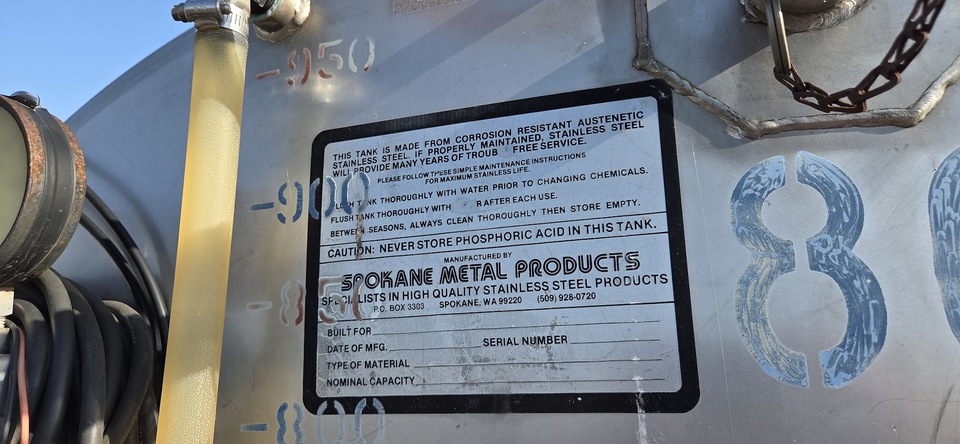 -950
THIS TANK IS MADE FROM CORROSION RESISTANT AUSTENETIC
STAINLESS STEEL. IF PROPERLY MAINTAINED, STAINLESS STEEL
WILL PROVIDE MANY YEARS OF TROUB FREE SERVICE.
PLEASE FOLLOW THESE SIMPLE MAINTENANCE INSTRUCTIONS
FOR MAXIMUM STAINLESS LIFE.
-900
FLUSH TANK THOROUGHLY WITH WATER PRIOR TO CHANGING CHEMICALS.
FLUSH TANK THOROUGHLY WITH R AFTER EACH USE.
BETWEEN SEASONS, ALWAYS CLEAN THOROUGHLY THEN STORE EMPTY.
CAUTION: NEVER STORE PHOSPHORIC ACID IN THIS TANK.
MANUFACTURED BY
SPOKANE METAL PRODUCTS
-850
SPECIALISTS IN HIGH QUALITY STAINLESS STEEL PRODUCTS
P.O. BOX 3303 SPOKANE, WA 99220 (509) 928-0720
BUILT FOR
DATE OF MFG. SERIAL NUMBER
TYPE OF MATERIAL
NOMINAL CAPACITY
-800
8